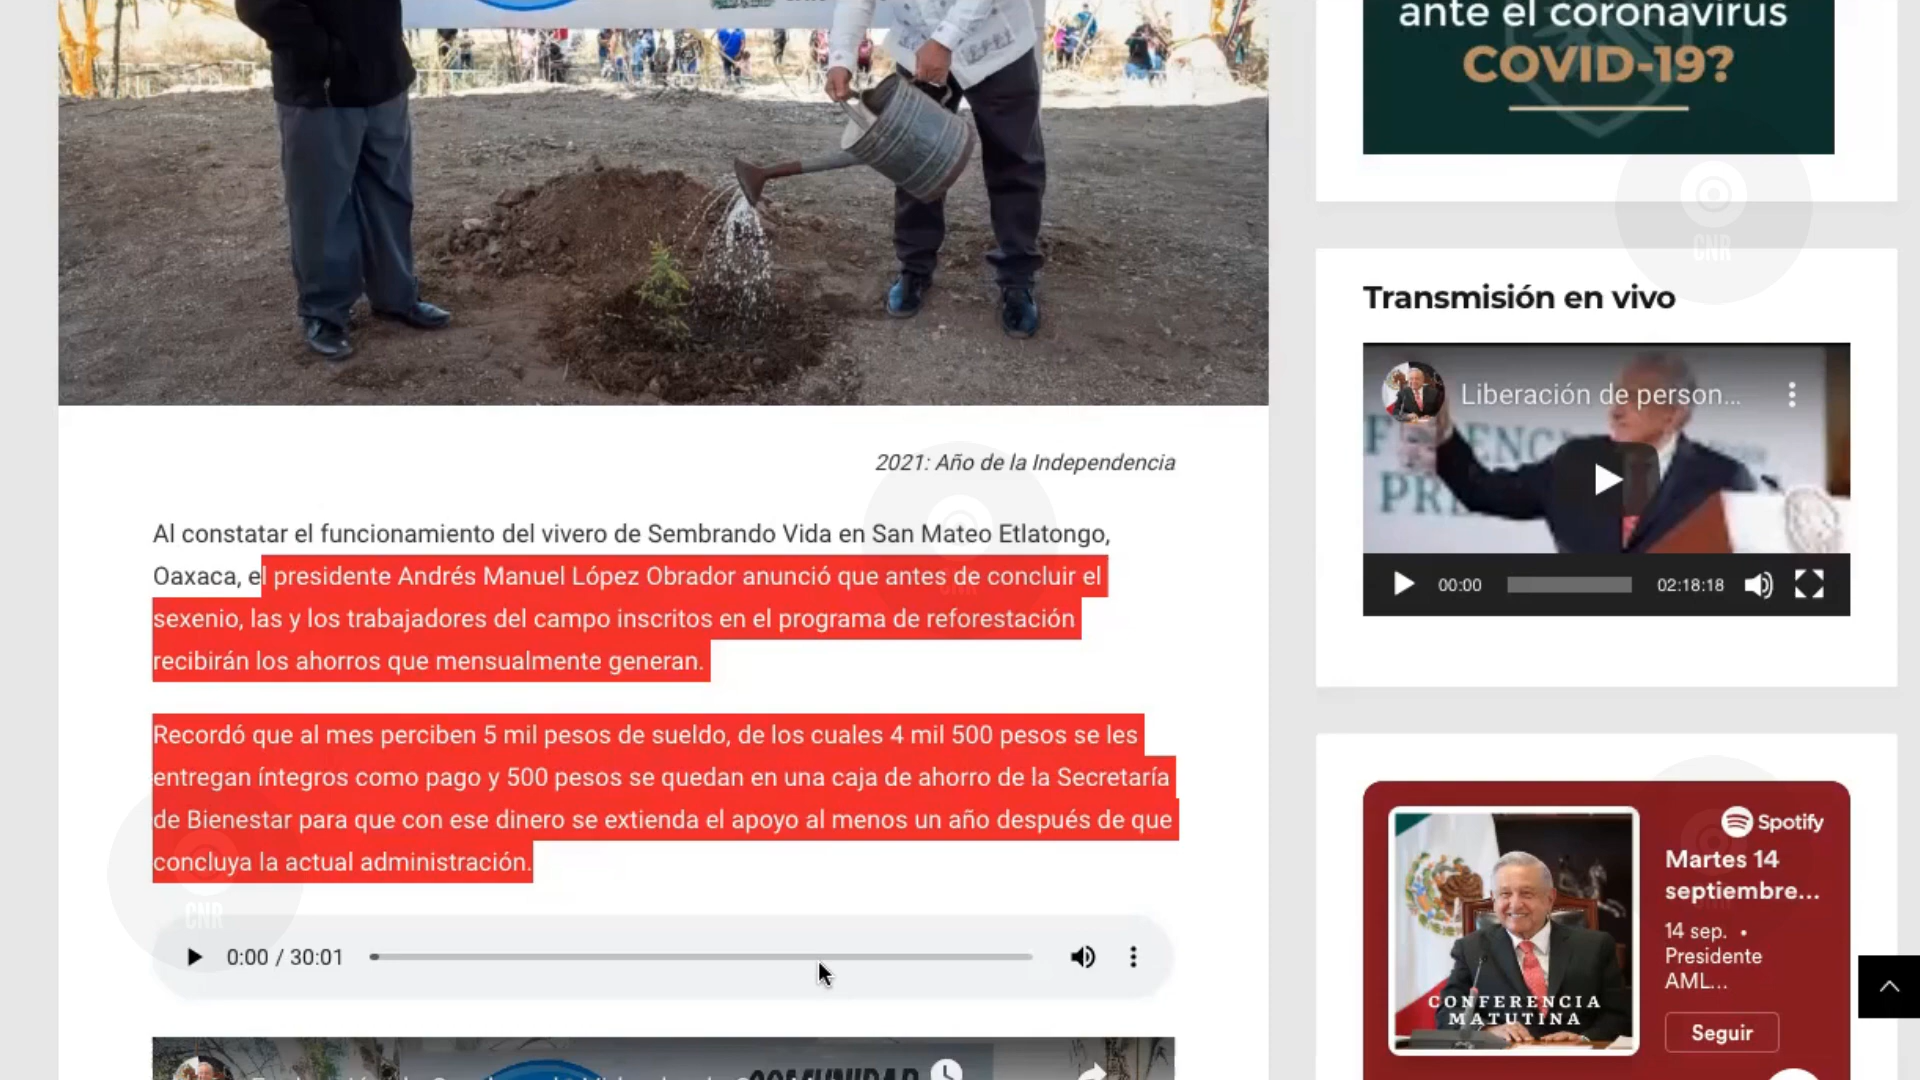 ante el coronavirus
COVID-19?
CNR
Transmisión en vivo
Liberación de person...
00:00
02:18:18
2021: Año de la Independencia
Al constatar el funcionamiento del vivero de Sembrando Vida en San Mateo Etlatongo,
Oaxaca, el presidente Andrés Manuel López Obrador anunció que antes de concluir el
sexenio, las y los trabajadores del campo inscritos en el programa de reforestación
recibirán los ahorros que mensualmente generan.
Recordó que al mes perciben 5 mil pesos de sueldo, de los cuales 4 mil 500 pesos se les
entregan íntegros como pago y 500 pesos se quedan en una caja de ahorro de la Secretaría
de Bienestar para que con ese dinero se extienda el apoyo al menos un año después de que
concluya la actual administración.
CNR
0:00 / 30:01
Spotify
Martes 14
septiembre...
14 sep. •
Presidente
AML...
Seguir
CONFERENCIA
MATUTINA